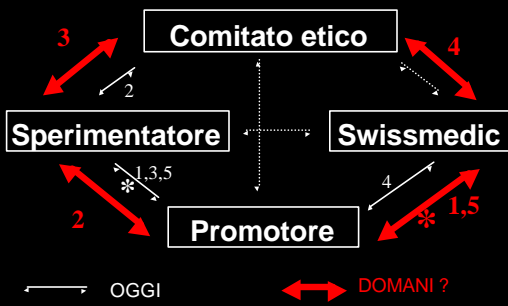 Comitato etico
3
4
2
Sperimentatore
Swissmedic
1,3,5
*
4
2
* 1,5
Promotore
OGGI
DOMANI ?